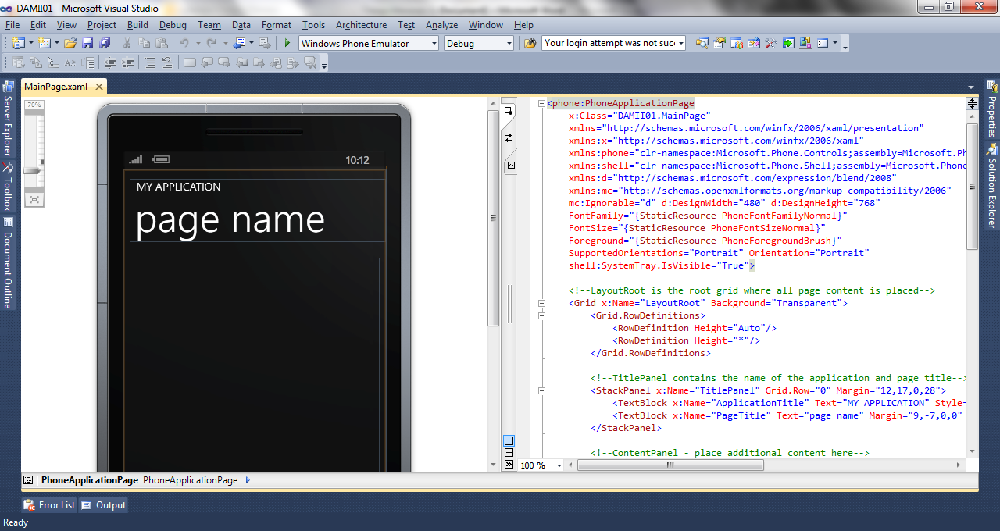 DAMII01 - Microsoft Visual Studio
File Edit View Project Build Debug Team Data Format Tools Architecture Test Analyze Window Help
Windows Phone Emulator Debug Your login attempt was not suc
Server Explorer
Toolbox
Document Outline
MainPage.xaml
70%
10:12
MY APPLICATION
page name
<phone:PhoneApplicationPage
x:Class="DAMII01.MainPage"
xmlns="http://schemas.microsoft.com/winfx/2006/xaml/presentation"
xmlns:x="http://schemas.microsoft.com/winfx/2006/xaml"
xmlns:phone="clr-namespace:Microsoft.Phone.Controls;assembly=Microsoft.Ph
xmlns:shell="clr-namespace:Microsoft.Phone.Shell;assembly=Microsoft.Phone
xmlns:d="http://schemas.microsoft.com/expression/blend/2008"
xmlns:mc="http://schemas.openxmlformats.org/markup-compatibility/2006"
mc:Ignorable="d" d:DesignWidth="480" d:DesignHeight="768"
FontFamily="{StaticResource PhoneFontFamilyNormal}"
FontSize="{StaticResource PhoneFontSizeNormal}"
Foreground="{StaticResource PhoneForegroundBrush}"
SupportedOrientations="Portrait" Orientation="Portrait"
shell:SystemTray.IsVisible="True">
<!--LayoutRoot is the root grid where all page content is placed-->
<Grid x:Name="LayoutRoot" Background="Transparent">
<Grid.RowDefinitions>
<RowDefinition Height="Auto"/>
<RowDefinition Height="*"/>
</Grid.RowDefinitions>
<!--TitlePanel contains the name of the application and page title-->
<StackPanel x:Name="TitlePanel" Grid.Row="0" Margin="12,17,0,28">
<TextBlock x:Name="ApplicationTitle" Text="MY APPLICATION" Style=
<TextBlock x:Name="PageTitle" Text="page name" Margin="9,-7,0,0"
</StackPanel>
<!--ContentPanel - place additional content here-->
100 %
Properties
Solution Explorer
PhoneApplicationPage PhoneApplicationPage
Error List Output
Ready